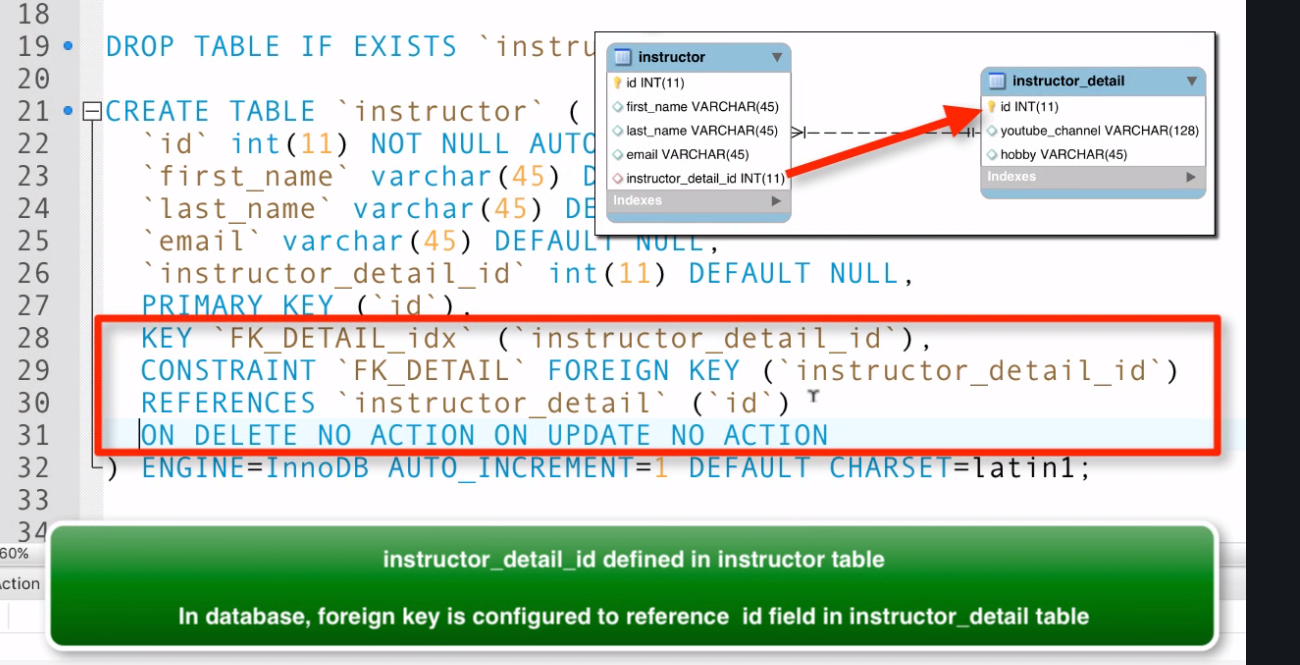 18
19 DROP TABLE IF EXISTS `instru
20
21 CREATE TABLE `instructor` (
22 `id` int(11) NOT NULL AUTO
23 `first_name` varchar(45) D
24 `last_name` varchar(45) DE
25 `email` varchar(45) DEFAULT NULL,
26 `instructor_detail_id` int(11) DEFAULT NULL,
27 PRIMARY KEY (`id`),
28 KEY `FK_DETAIL_idx` (`instructor_detail_id`),
29 CONSTRAINT `FK_DETAIL` FOREIGN KEY (`instructor_detail_id`)
30 REFERENCES `instructor_detail` (`id`)
31 ON DELETE NO ACTION ON UPDATE NO ACTION
32 ) ENGINE=InnoDB AUTO_INCREMENT=1 DEFAULT CHARSET=latin1;
33
34
instructor
id INT(11)
first_name VARCHAR(45)
last_name VARCHAR(45)
email VARCHAR(45)
instructor_detail_id INT(11)
Indexes
instructor_detail
id INT(11)
youtube_channel VARCHAR(128)
hobby VARCHAR(45)
Indexes
60%
ction
instructor_detail_id defined in instructor table
In database, foreign key is configured to reference id field in instructor_detail table